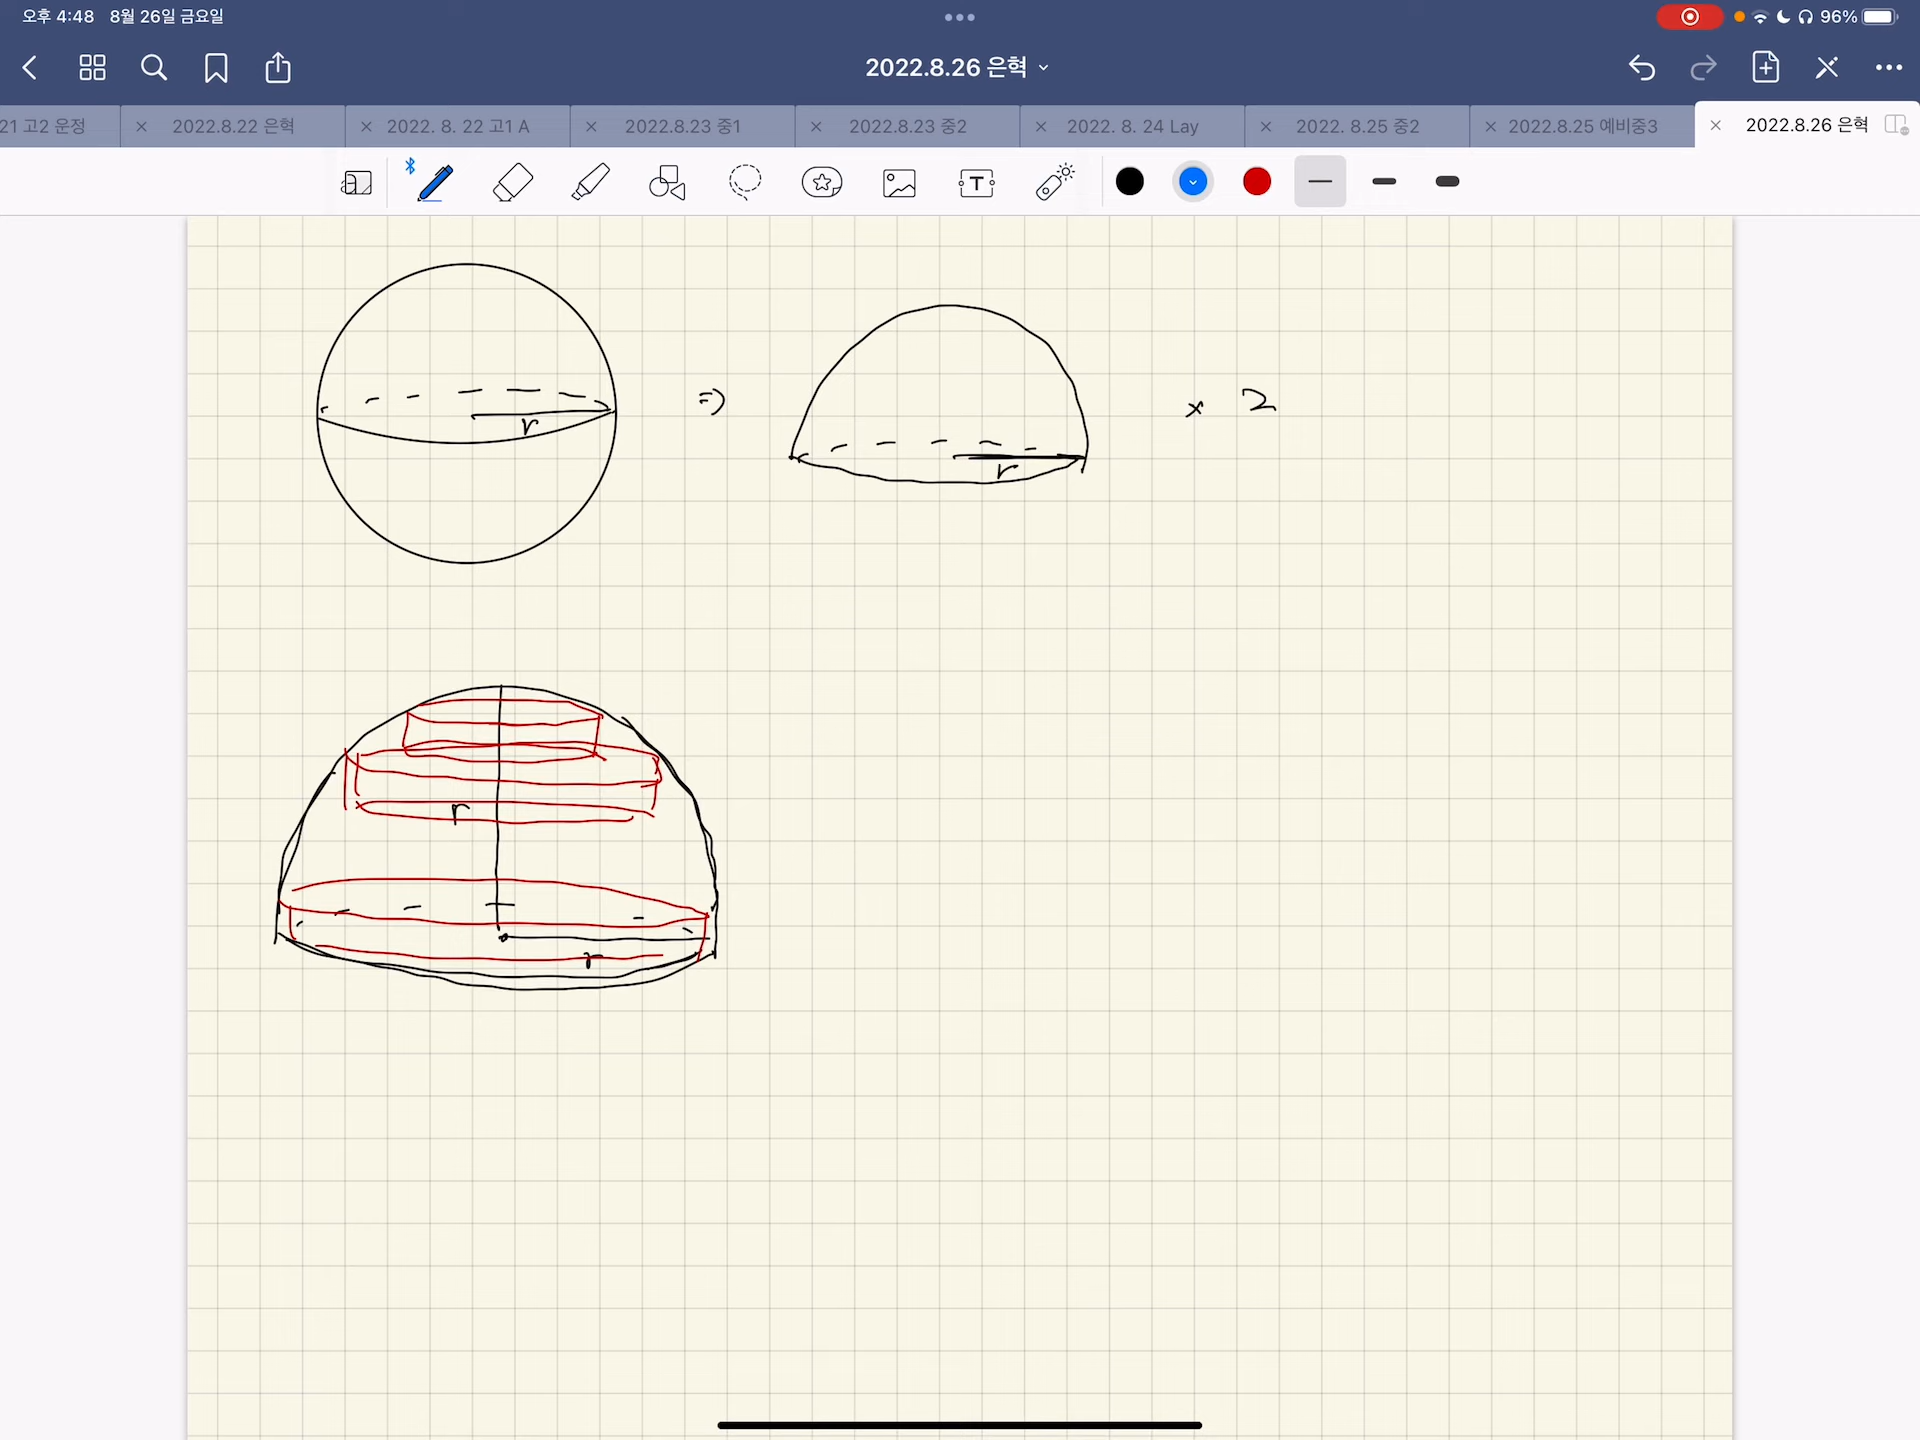 오후 4:48 8월 26일 금요일
96%
2022.8.26 은혁
21 고2 운정
2022.8.22 은혁
2022. 8. 22 고1 A
2022.8.23 중1
2022.8.23 중2
2022. 8. 24 Lay
2022. 8.25 중2
2022.8.25 예비중3
2022.8.26 은혁
T
r
⇒
r
× 2
r
r